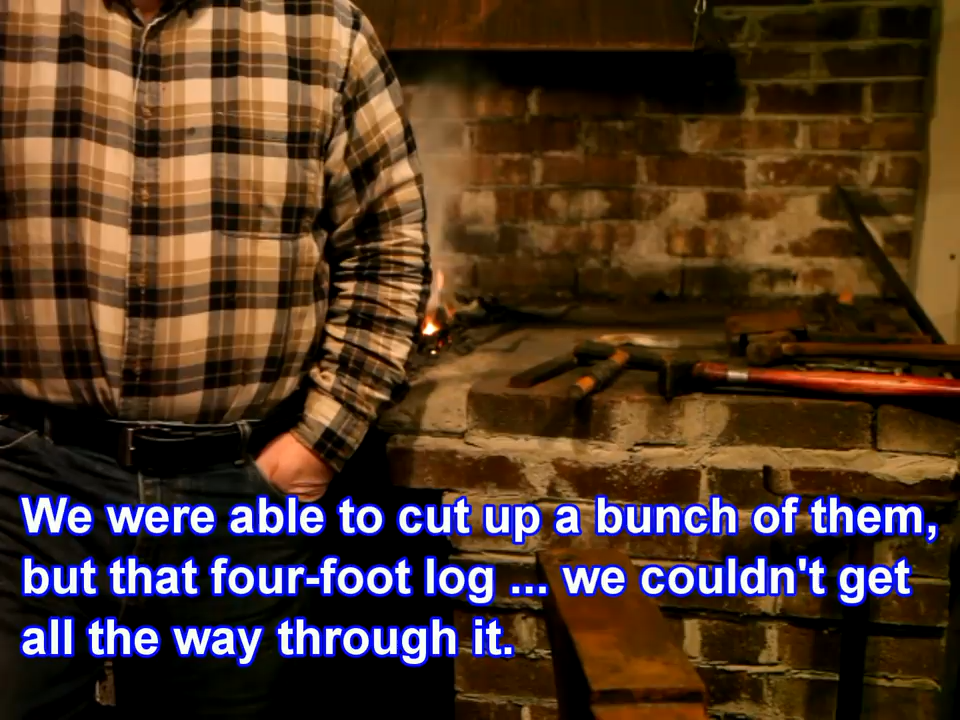 We were able to cut up a bunch of them,
but that four-foot log ... we couldn't get
all the way through it.